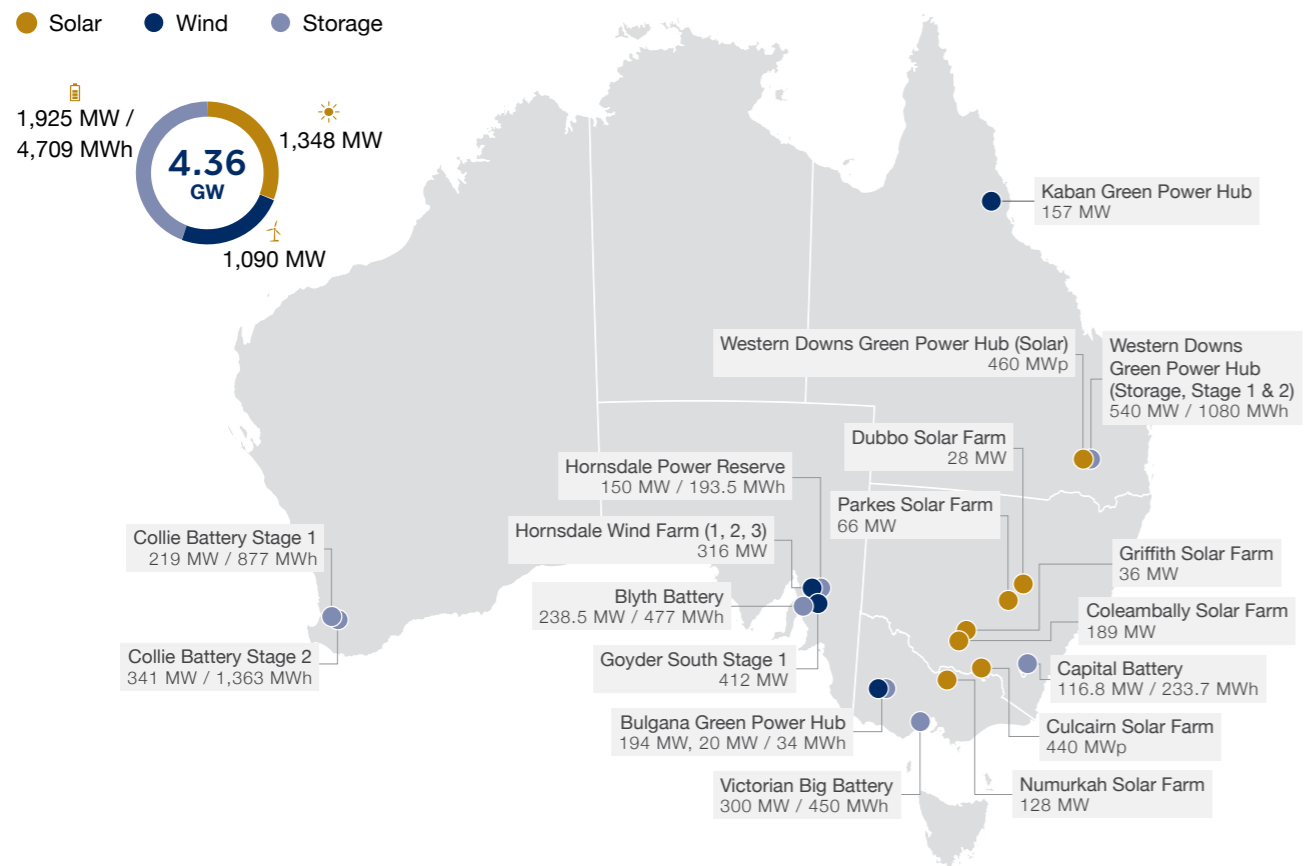 Solar
Wind
Storage
1,925 MW /
4,709 MWh
4.36
GW
1,348 MW
1,090 MW
Kaban Green Power Hub
157 MW
Western Downs Green Power Hub (Solar)
460 MWp
Western Downs
Green Power Hub
(Storage, Stage 1 & 2)
540 MW / 1080 MWh
Dubbo Solar Farm
28 MW
Hornsdale Power Reserve
150 MW / 193.5 MWh
Parkes Solar Farm
66 MW
Hornsdale Wind Farm (1, 2, 3)
316 MW
Collie Battery Stage 1
219 MW / 877 MWh
Griffith Solar Farm
36 MW
Blyth Battery
238.5 MW / 477 MWh
Coleambally Solar Farm
189 MW
Collie Battery Stage 2
341 MW / 1,363 MWh
Goyder South Stage 1
412 MW
Capital Battery
116.8 MW / 233.7 MWh
Bulgana Green Power Hub
194 MW, 20 MW / 34 MWh
Culcairn Solar Farm
440 MWp
Victorian Big Battery
300 MW / 450 MWh
Numurkah Solar Farm
128 MW